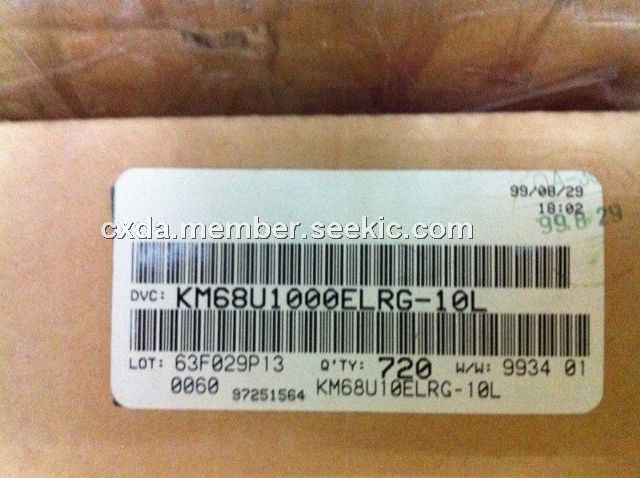 99/08/29
18:02
99.8.29
cxda.member.seekic.com
DVC: KM68U1000ELRG-10L
LOT: 63F029P13 Q'TY: 720 W/W: 9934 01
0060 97251564 KM68U10ELRG-10L